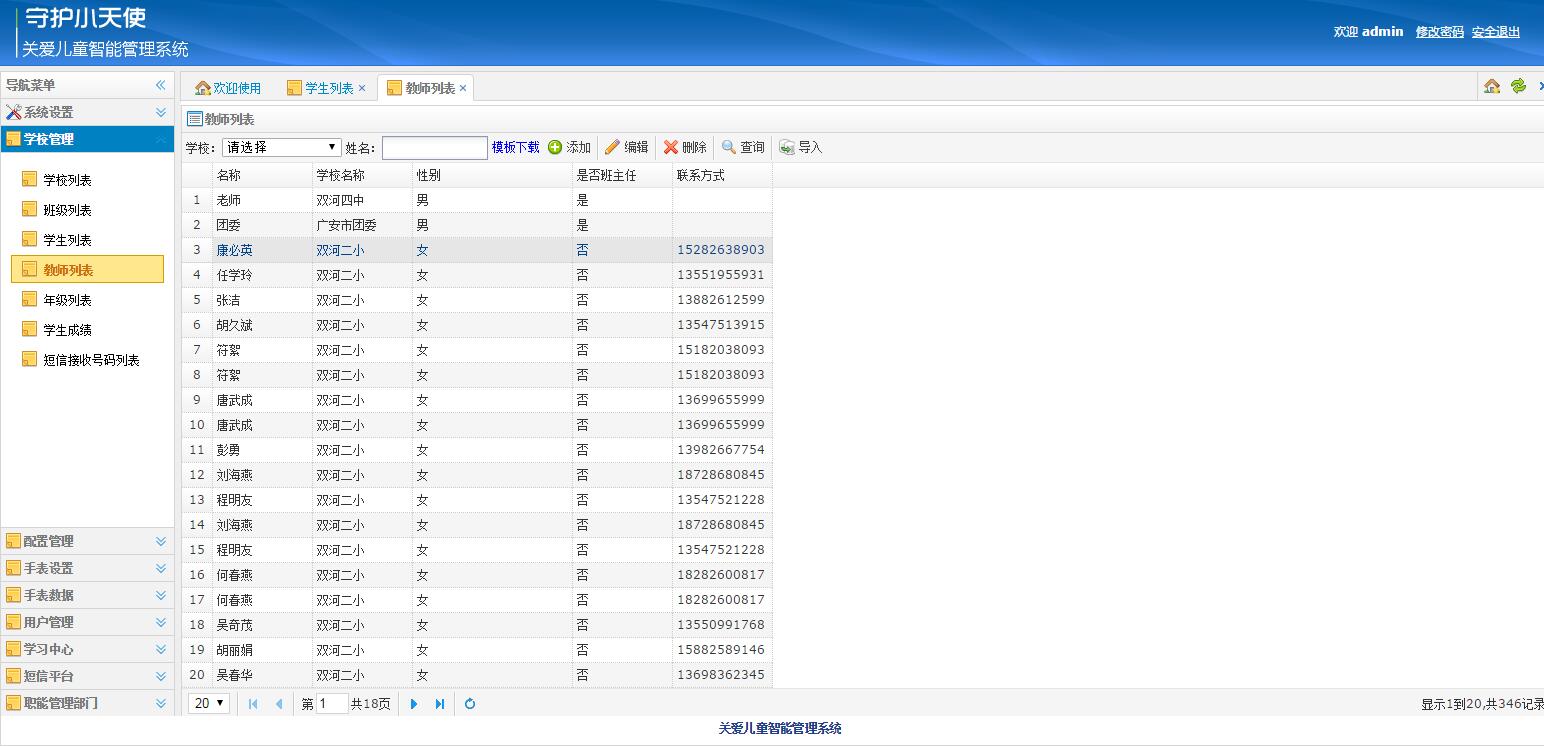 守护小天使
关爱儿童智能管理系统
欢迎 admin 修改密码 安全退出
导航菜单
系统设置
学校管理
学校列表
班级列表
学生列表
教师列表
年级列表
学生成绩
短信接收号码列表
配置管理
手表设置
手表数据
用户管理
学习中心
短信平台
职能管理部门
欢迎使用 学生列表 教师列表
教师列表
学校: 请选择 姓名: 模板下载 添加 编辑 删除 查询 导入
名称 学校名称 性别 是否班主任 联系方式
1 老师 双河四中 男 是
2 团委 广安市团委 男 是
3 康必英 双河二小 女 否 15282638903
4 任学玲 双河二小 女 否 13551955931
5 张洁 双河二小 女 否 13882612599
6 胡久斌 双河二小 女 否 13547513915
7 符絮 双河二小 女 否 15182038093
8 符絮 双河二小 女 否 15182038093
9 唐武成 双河二小 女 否 13699655999
10 唐武成 双河二小 女 否 13699655999
11 彭勇 双河二小 女 否 13982667754
12 刘海燕 双河二小 女 否 18728680845
13 程明友 双河二小 女 否 13547521228
14 刘海燕 双河二小 女 否 18728680845
15 程明友 双河二小 女 否 13547521228
16 何春燕 双河二小 女 否 18282600817
17 何春燕 双河二小 女 否 18282600817
18 吴奇茂 双河二小 女 否 13550991768
19 胡丽娟 双河二小 女 否 15882589146
20 吴春华 双河二小 女 否 13698362345
20 第 1 共18页 显示1到20,共346记录
关爱儿童智能管理系统